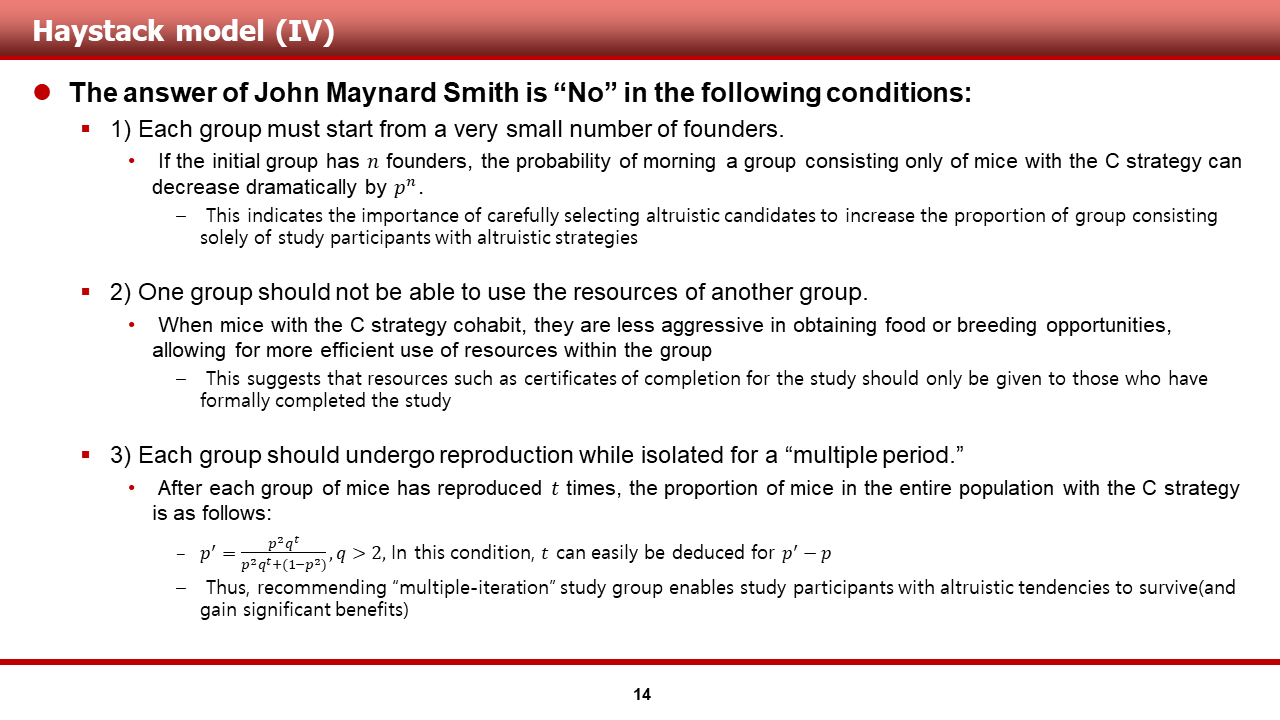 Haystack model (IV)
● The answer of John Maynard Smith is “No” in the following conditions:
▪ 1) Each group must start from a very small number of founders.
• If the initial group has n founders, the probability of morning a group consisting only of mice with the C strategy can
decrease dramatically by pⁿ.
– This indicates the importance of carefully selecting altruistic candidates to increase the proportion of group consisting
solely of study participants with altruistic strategies
▪ 2) One group should not be able to use the resources of another group.
• When mice with the C strategy cohabit, they are less aggressive in obtaining food or breeding opportunities,
allowing for more efficient use of resources within the group
– This suggests that resources such as certificates of completion for the study should only be given to those who have
formally completed the study
▪ 3) Each group should undergo reproduction while isolated for a “multiple period.”
• After each group of mice has reproduced t times, the proportion of mice in the entire population with the C strategy
is as follows:
– p′ = p²qᵗ / (p²qᵗ+(1−p²)), q > 2, In this condition, t can easily be deduced for p′ − p
– Thus, recommending “multiple-iteration” study group enables study participants with altruistic tendencies to survive(and
gain significant benefits)
14